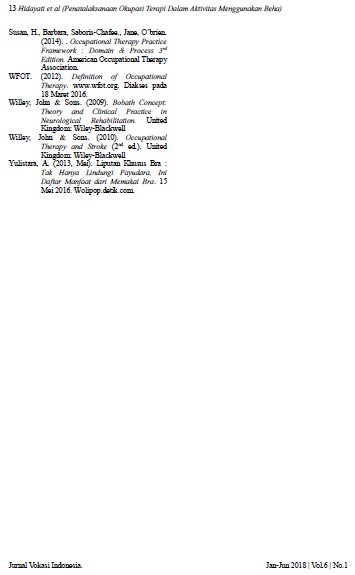 13 Hidayati et al (Penatalaksanaan Okupasi Terapi Dalam Aktivitas Menggunakan Beha)
Susan, H., Barbara, Saboris-Chafee., Jane, O'brien.
(2014). . Occupational Therapy Practice
Framework : Domain & Process 3rd
Edition. American Occupational Therapy
Association.
WFOT. (2012). Definition of Occupational
Therapy. www.wfot.org. Diakses pada
18 Maret 2016.
Willey, John & Sons. (2009). Bobath Concept:
Theory and Clinical Practice in
Neurological Rehabilitation. United
Kingdom: Wiley-Blackwell
Willey, John & Sons. (2010). Occupational
Therapy and Stroke (2nd ed.). United
Kingdom: Wiley-Blackwell
Yulistara, A. (2013, Mei). Liputan Khusus Bra :
Tak Hanya Lindungi Payudara, Ini
Daftar Manfaat dari Memakai Bra. 15
Mei 2016. Wolipop.detik.com.
Jurnal Vokasi Indonesia. Jan-Jun 2018 | Vol.6 | No.1